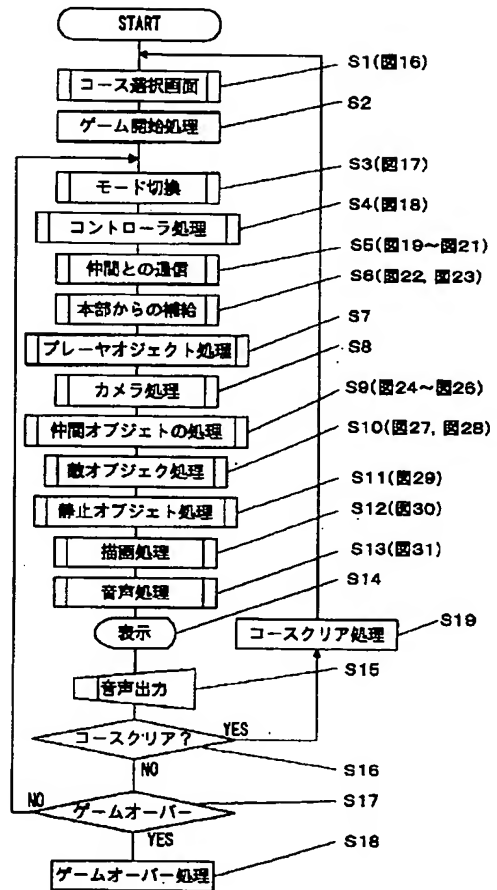 START
コース選択画面
S1(図16)
ゲーム開始処理
S2
モード切換
S3(図17)
コントローラ処理
S4(図18)
仲間との通信
S5(図19～図21)
本部からの補給
S6(図22, 図23)
プレーヤオジェクト処理
S7
カメラ処理
S8
仲間オブジェトの処理
S9(図24～図26)
敵オブジェク処理
S10(図27, 図28)
静止オブジェト処理
S11(図29)
描画処理
S12(図30)
音声処理
S13(図31)
表示
S14
コースクリア処理
S19
音声出力
S15
コースクリア？
YES
S16
NO
NO
ゲームオーバー
S17
YES
ゲームオーバー処理
S18